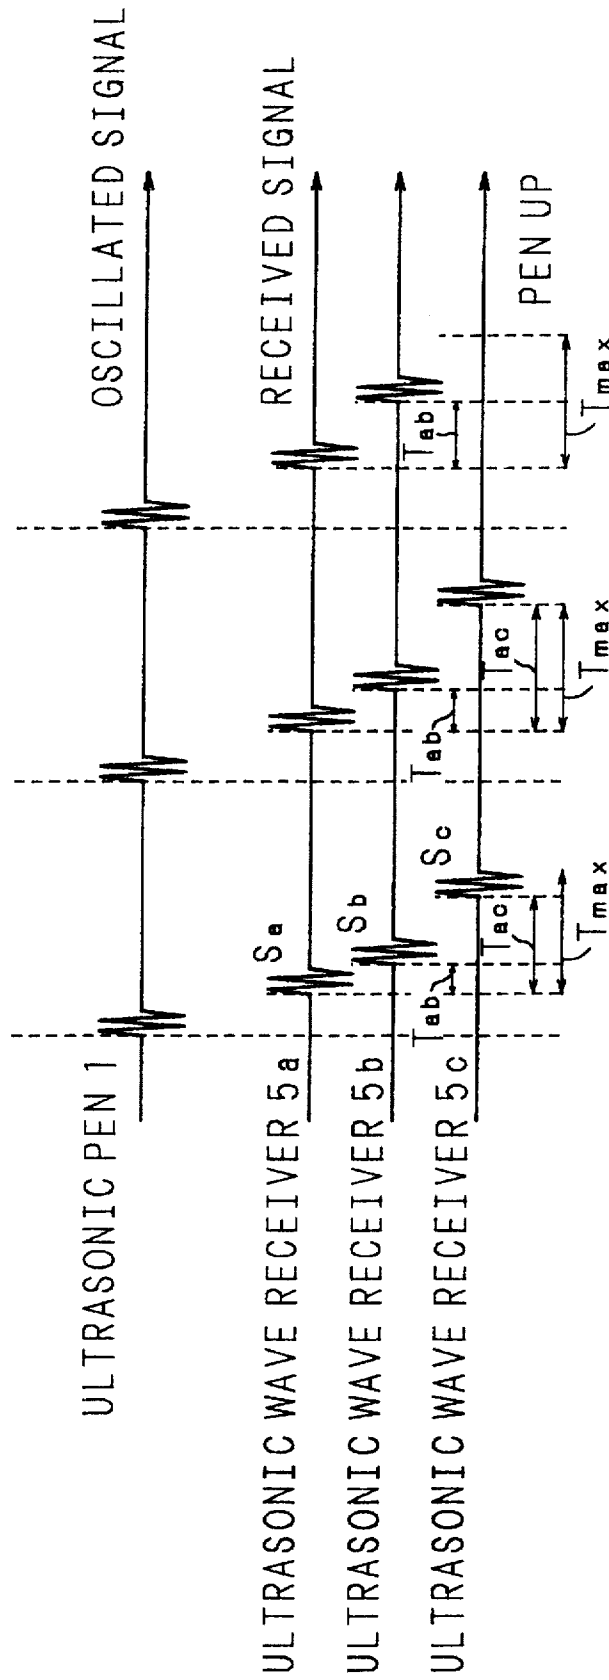 ULTRASONIC PEN 1
OSCILLATED SIGNAL
ULTRASONIC WAVE RECEIVER 5a
Sa
RECEIVED SIGNAL
ULTRASONIC WAVE RECEIVER 5b
Sb
ULTRASONIC WAVE RECEIVER 5c
Sc
Tab
Tab
Tab
Tac
Tac
PEN UP
Tmax
Tmax
Tmax